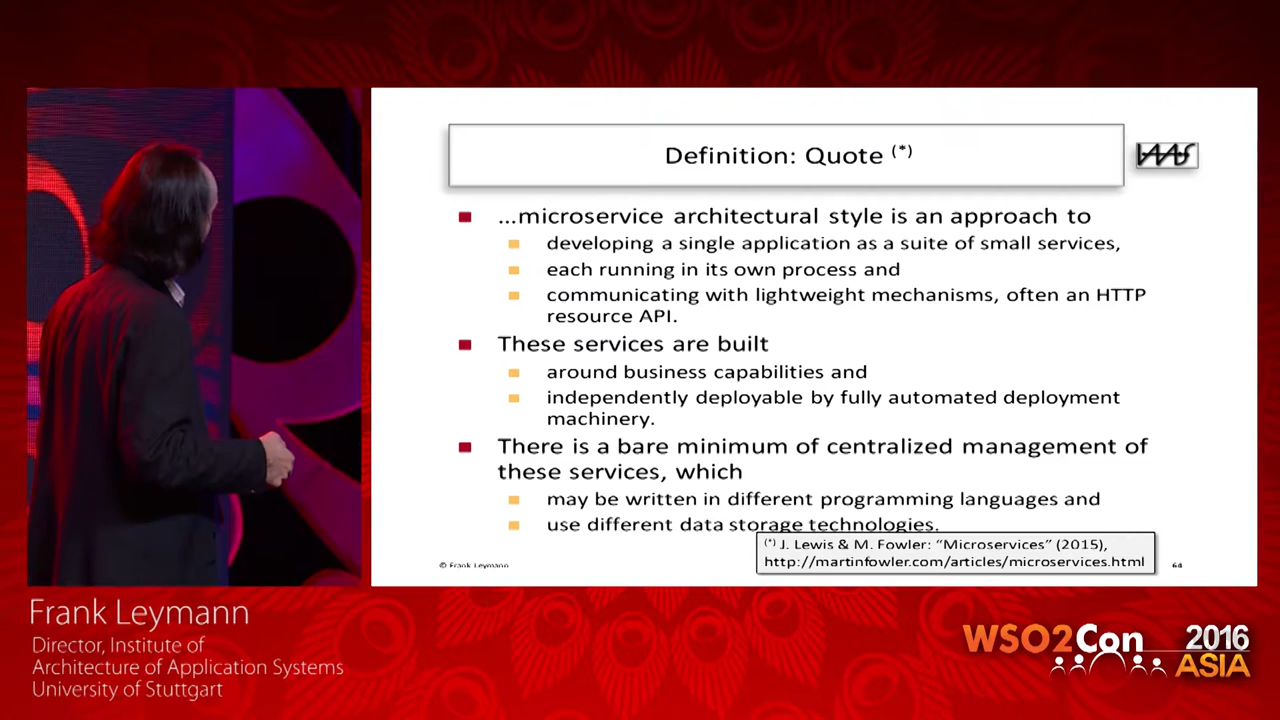 Definition: Quote (*)
IAAS
...microservice architectural style is an approach to
developing a single application as a suite of small services,
each running in its own process and
communicating with lightweight mechanisms, often an HTTP
resource API.
These services are built
around business capabilities and
independently deployable by fully automated deployment
machinery.
There is a bare minimum of centralized management of
these services, which
may be written in different programming languages and
use different data storage technologies.
(*) J. Lewis & M. Fowler: “Microservices” (2015),
http://martinfowler.com/articles/microservices.html
© Frank Leymann
64
Frank Leymann
Director, Institute of
Architecture of Application Systems
University of Stuttgart
WSO2Con 2016
ASIA